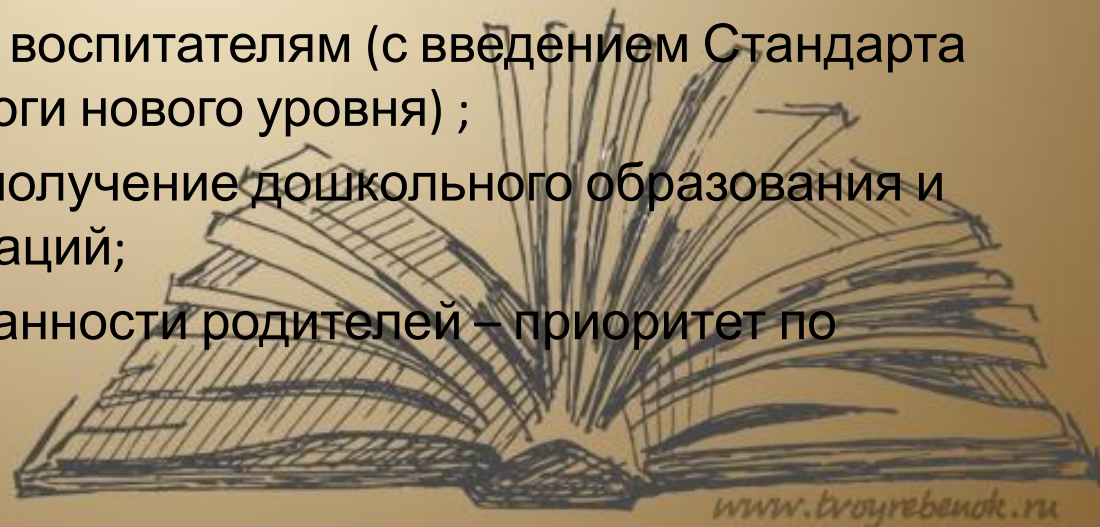 воспитателям (с введением Стандарта
оги нового уровня) ;
получение дошкольного образования и
аций;
анности родителей – приоритет по
www.tvoyrebenok.ru